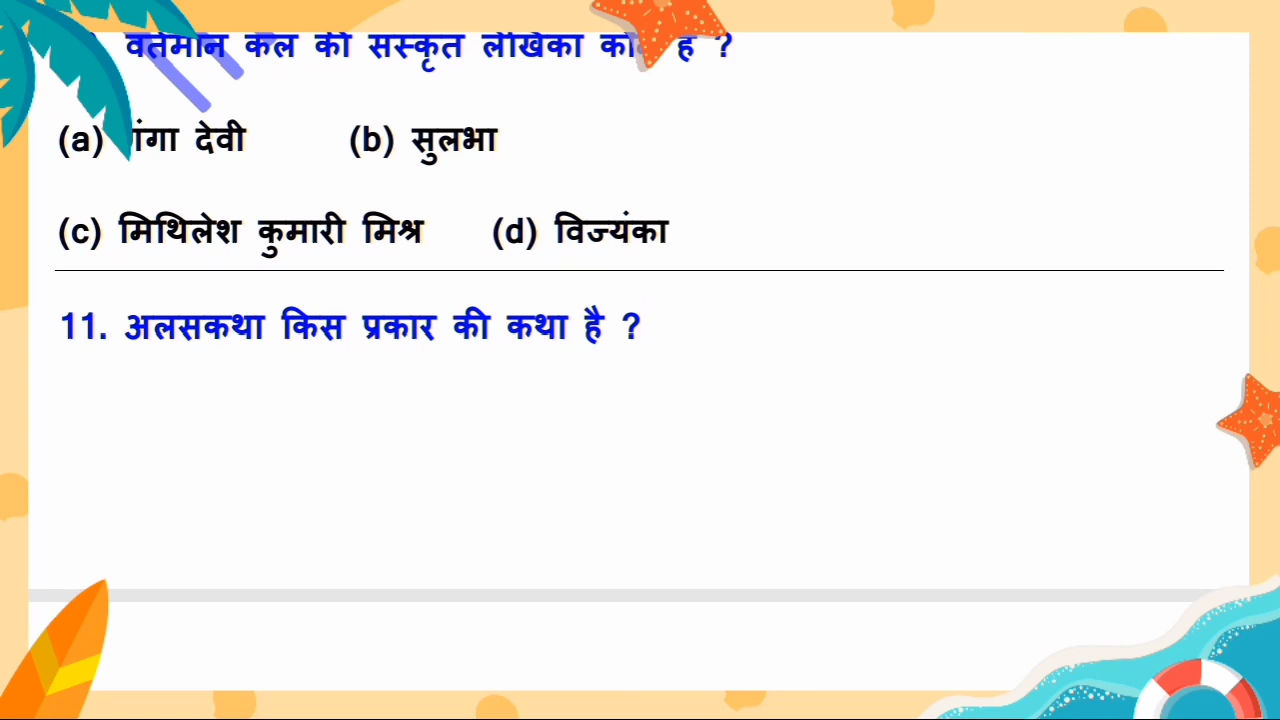 वर्तमान कल की संस्कृत लेखिका है ?
(a) गंगा देवी (b) सुलभा
(c) मिथिलेश कुमारी मिश्र (d) विज्यंका
11. अलसकथा किस प्रकार की कथा है ?